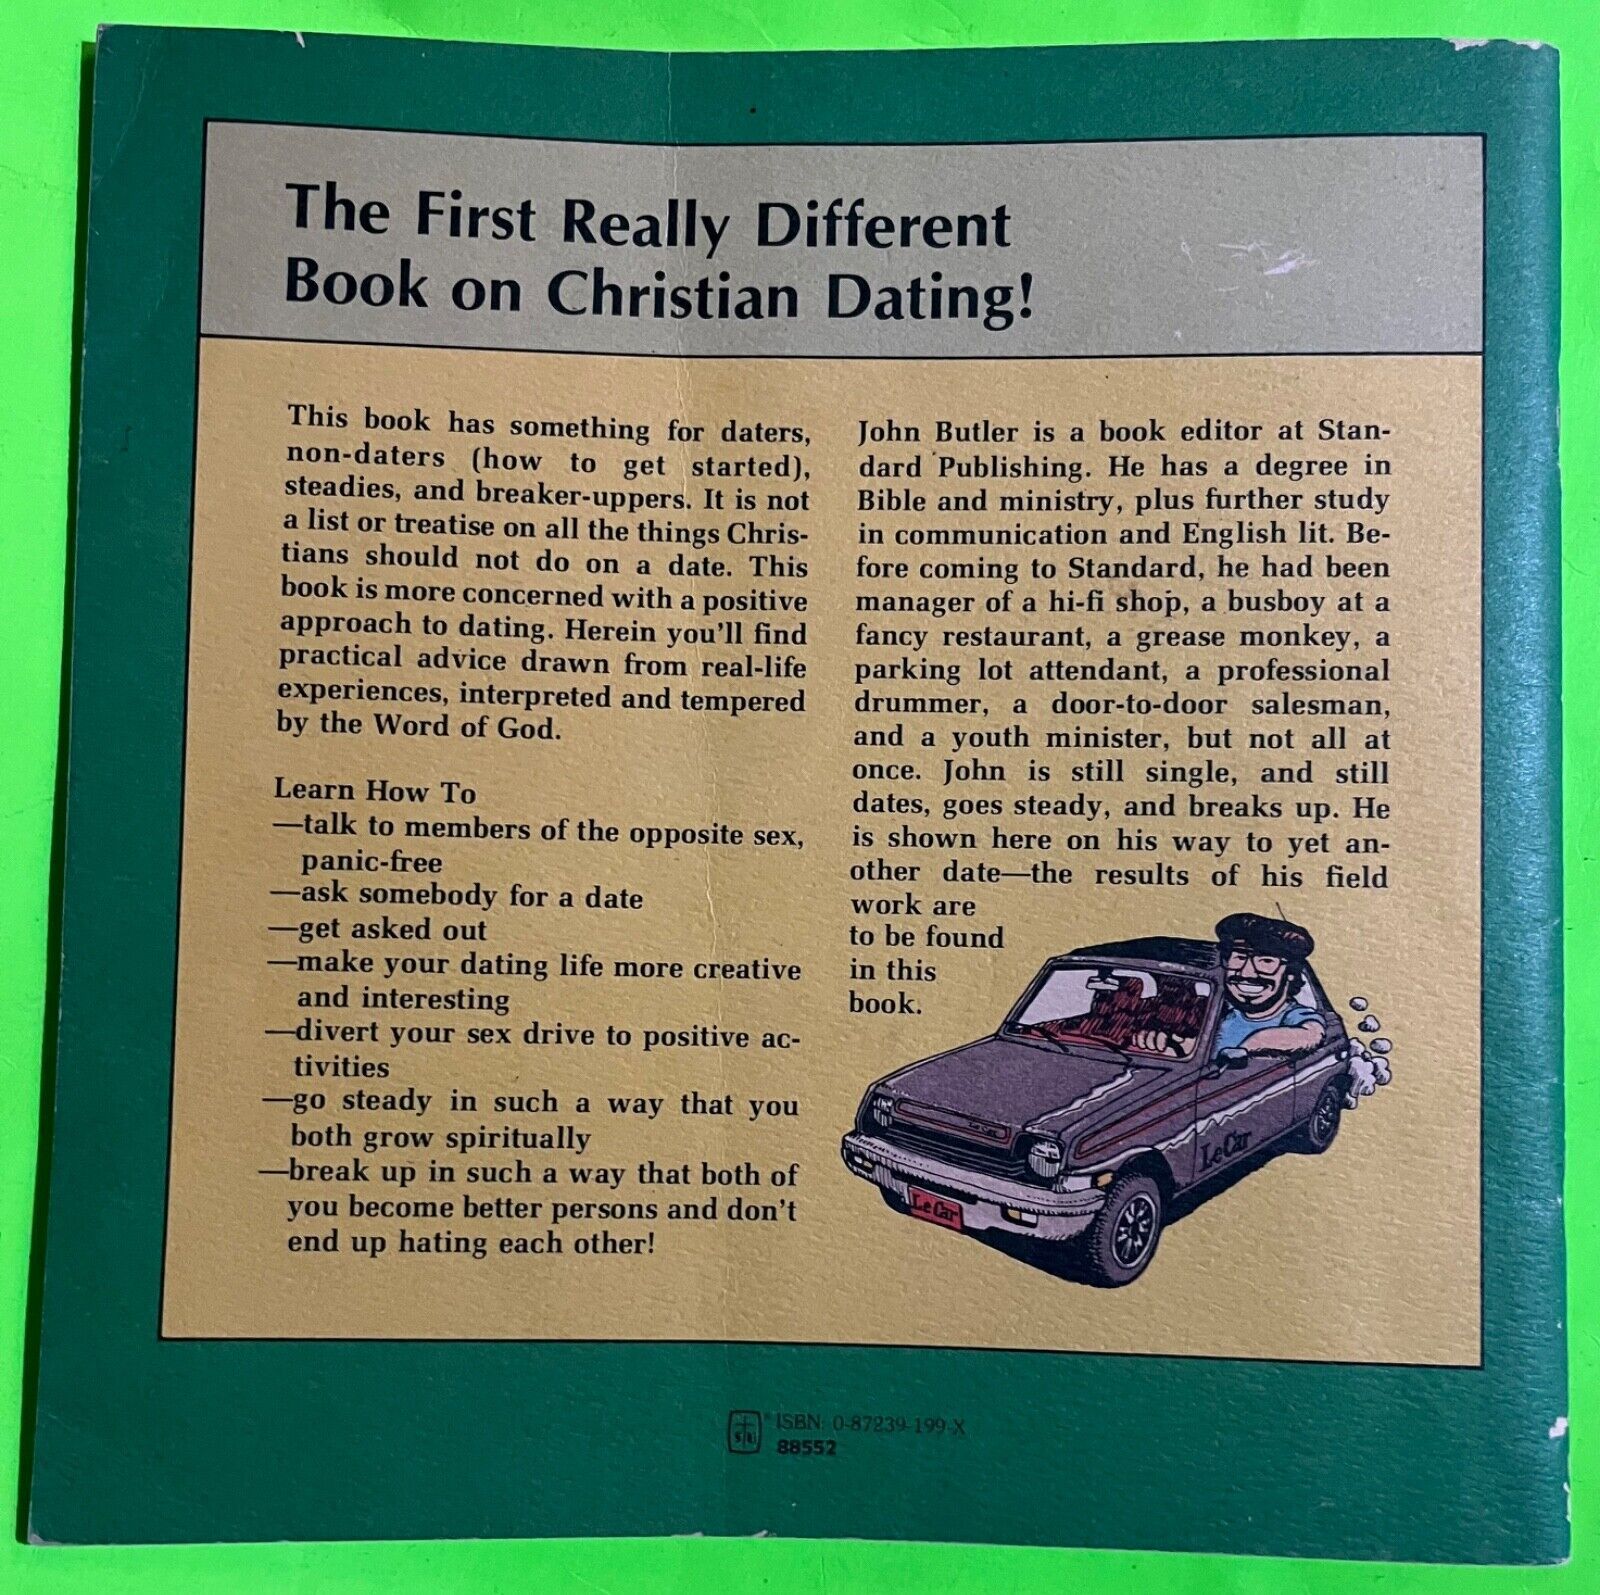 The First Really Different
Book on Christian Dating!
This book has something for daters,
non-daters (how to get started),
steadies, and breaker-uppers. It is not
a list or treatise on all the things Chris-
tians should not do on a date. This
book is more concerned with a positive
approach to dating. Herein you'll find
practical advice drawn from real-life
experiences, interpreted and tempered
by the Word of God.
Learn How To
—talk to members of the opposite sex,
panic-free
—ask somebody for a date
—get asked out
—make your dating life more creative
and interesting
—divert your sex drive to positive ac-
tivities
—go steady in such a way that you
both grow spiritually
—break up in such a way that both of
you become better persons and don't
end up hating each other!
John Butler is a book editor at Stan-
dard Publishing. He has a degree in
Bible and ministry, plus further study
in communication and English lit. Be-
fore coming to Standard, he had been
manager of a hi-fi shop, a busboy at a
fancy restaurant, a grease monkey, a
parking lot attendant, a professional
drummer, a door-to-door salesman,
and a youth minister, but not all at
once. John is still single, and still
dates, goes steady, and breaks up. He
is shown here on his way to yet an-
other date—the results of his field
work are
to be found
in this
book.
Le Car
Le Car
Le Car
ISBN: 0-87239-199-X
88552